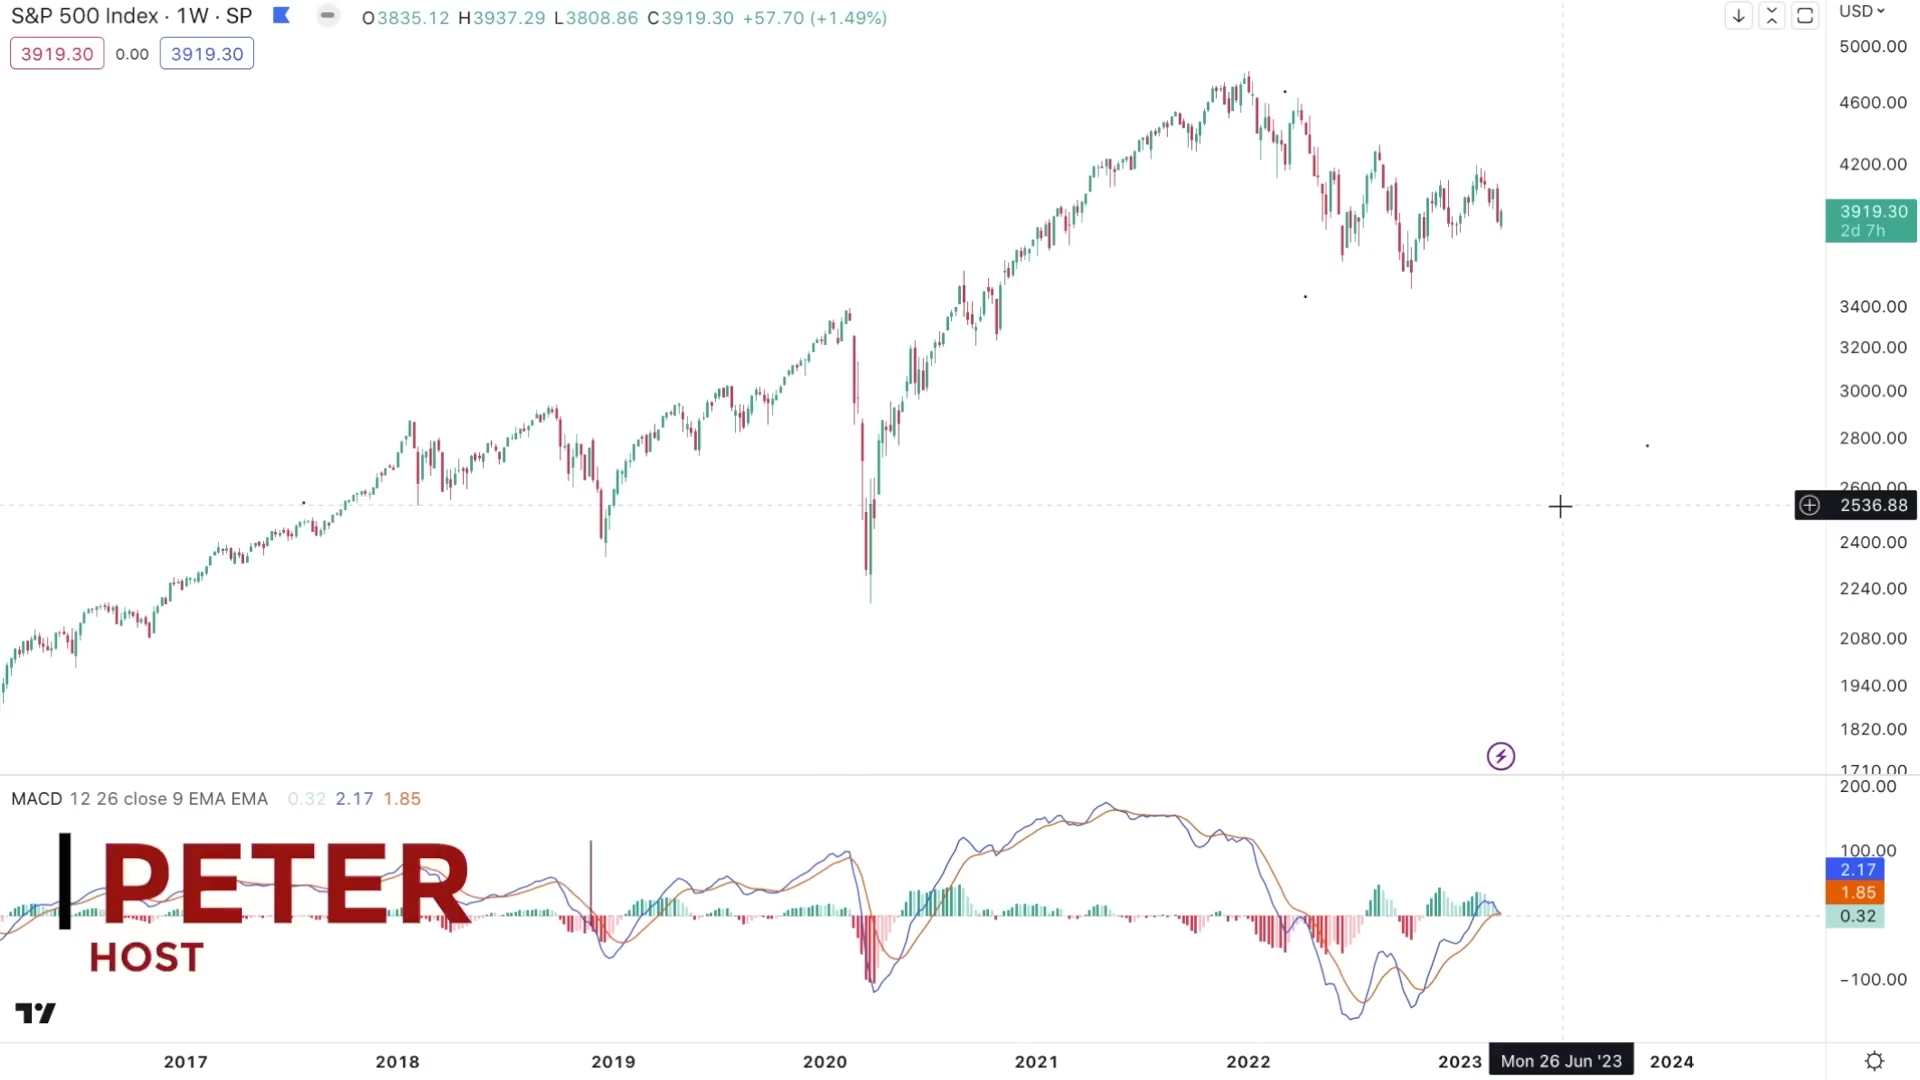 S&P 500 Index · 1W · SP O3835.12 H3937.29 L3808.86 C3919.30 +57.70 (+1.49%)
USD
3919.30 0.00 3919.30
5000.00
4600.00
4200.00
3919.30
2d 7h
3400.00
3200.00
3000.00
2800.00
2600.00
2536.88
2400.00
2240.00
2080.00
1940.00
1820.00
1710.00
200.00
MACD 12 26 close 9 EMA EMA 0.32 2.17 1.85
100.00
2.17
1.85
0.32
−100.00
PETER
HOST
2017 2018 2019 2020 2021 2022 2023 Mon 26 Jun '23 2024